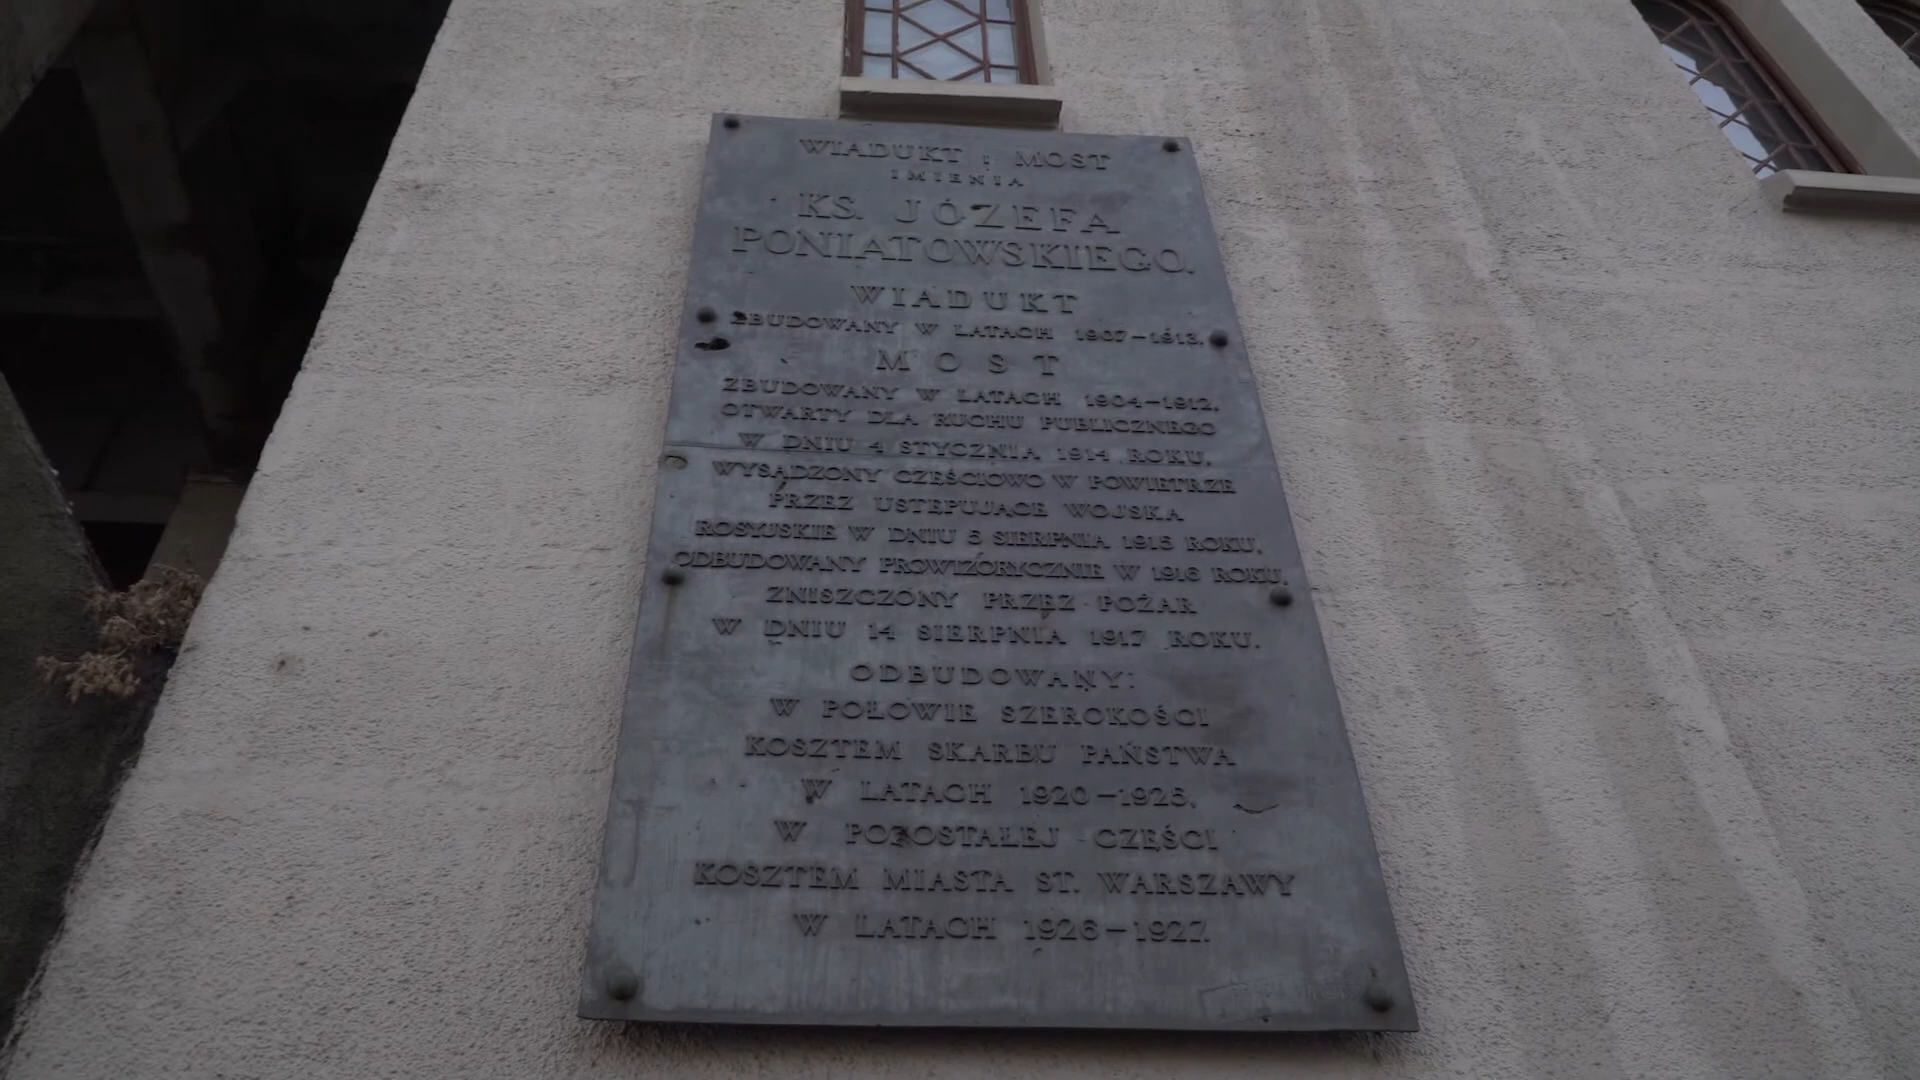 WIADUKT i MOST
IMIENIA
KS. JÓZEFA
PONIATOWSKIEGO.
WIADUKT
ZBUDOWANY W LATACH 1907–1913.
MOST
ZBUDOWANY W LATACH 1904–1912,
OTWARTY DLA RUCHU PUBLICZNEGO
W DNIU 4 STYCZNIA 1914 ROKU,
WYSĄDZONY CZĘŚCIOWO W POWIETRZE
PRZEZ USTĘPUJĄCE WOJSKA
ROSYJSKIE W DNIU 5 SIERPNIA 1915 ROKU,
ODBUDOWANY PROWIZORYCZNIE W 1916 ROKU,
ZNISZCZONY PRZEZ POŻAR
W DNIU 14 SIERPNIA 1917 ROKU.
ODBUDOWANY:
W POŁOWIE SZEROKOŚCI
KOSZTEM SKARBU PAŃSTWA
W LATACH 1920–1925,
W POZOSTAŁEJ CZĘŚCI
KOSZTEM MIASTA ST. WARSZAWY
W LATACH 1926–1927.